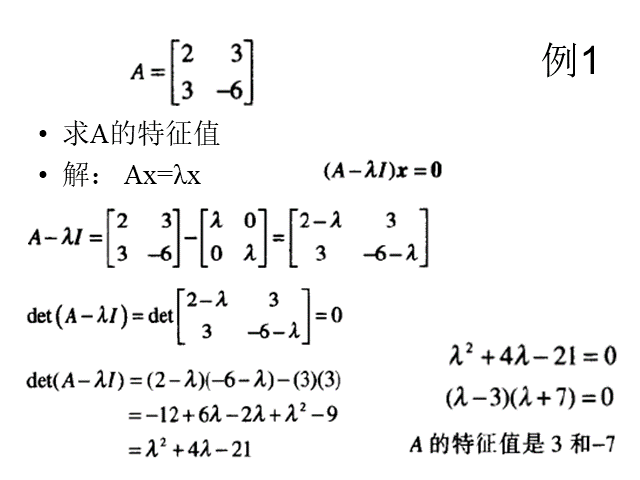 例1
A = [2 3
3 -6]
• 求A的特征值
• 解： Ax=λx (A-λI)x=0
A-λI = [2 3
3 -6] - [λ 0
0 λ] = [2-λ 3
3 -6-λ]
det(A-λI) = det[2-λ 3
3 -6-λ] = 0
det(A-λI) = (2-λ)(-6-λ)-(3)(3)
= -12+6λ-2λ+λ²-9
= λ²+4λ-21
λ²+4λ-21=0
(λ-3)(λ+7)=0
A 的特征值是 3 和-7